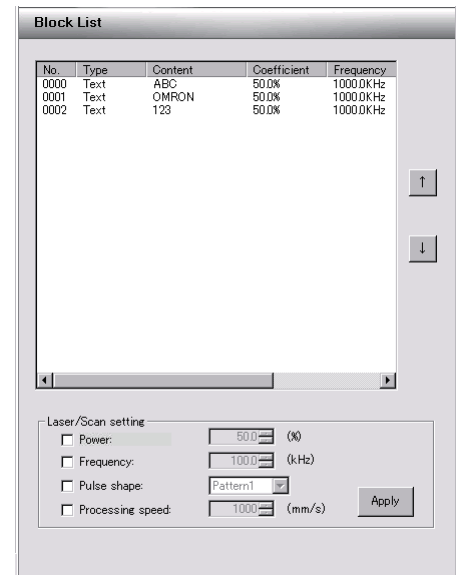 Block List
No. Type Content Coefficient Frequency
0000 Text ABC 50.0% 1000.0KHz
0001 Text OMRON 50.0% 1000.0KHz
0002 Text 123 50.0% 1000.0KHz
↑
↓
Laser/Scan setting
Power: 50.0 (%)
Frequency: 100.0 (kHz)
Pulse shape: Pattern1
Processing speed: 1000 (mm/s)
Apply